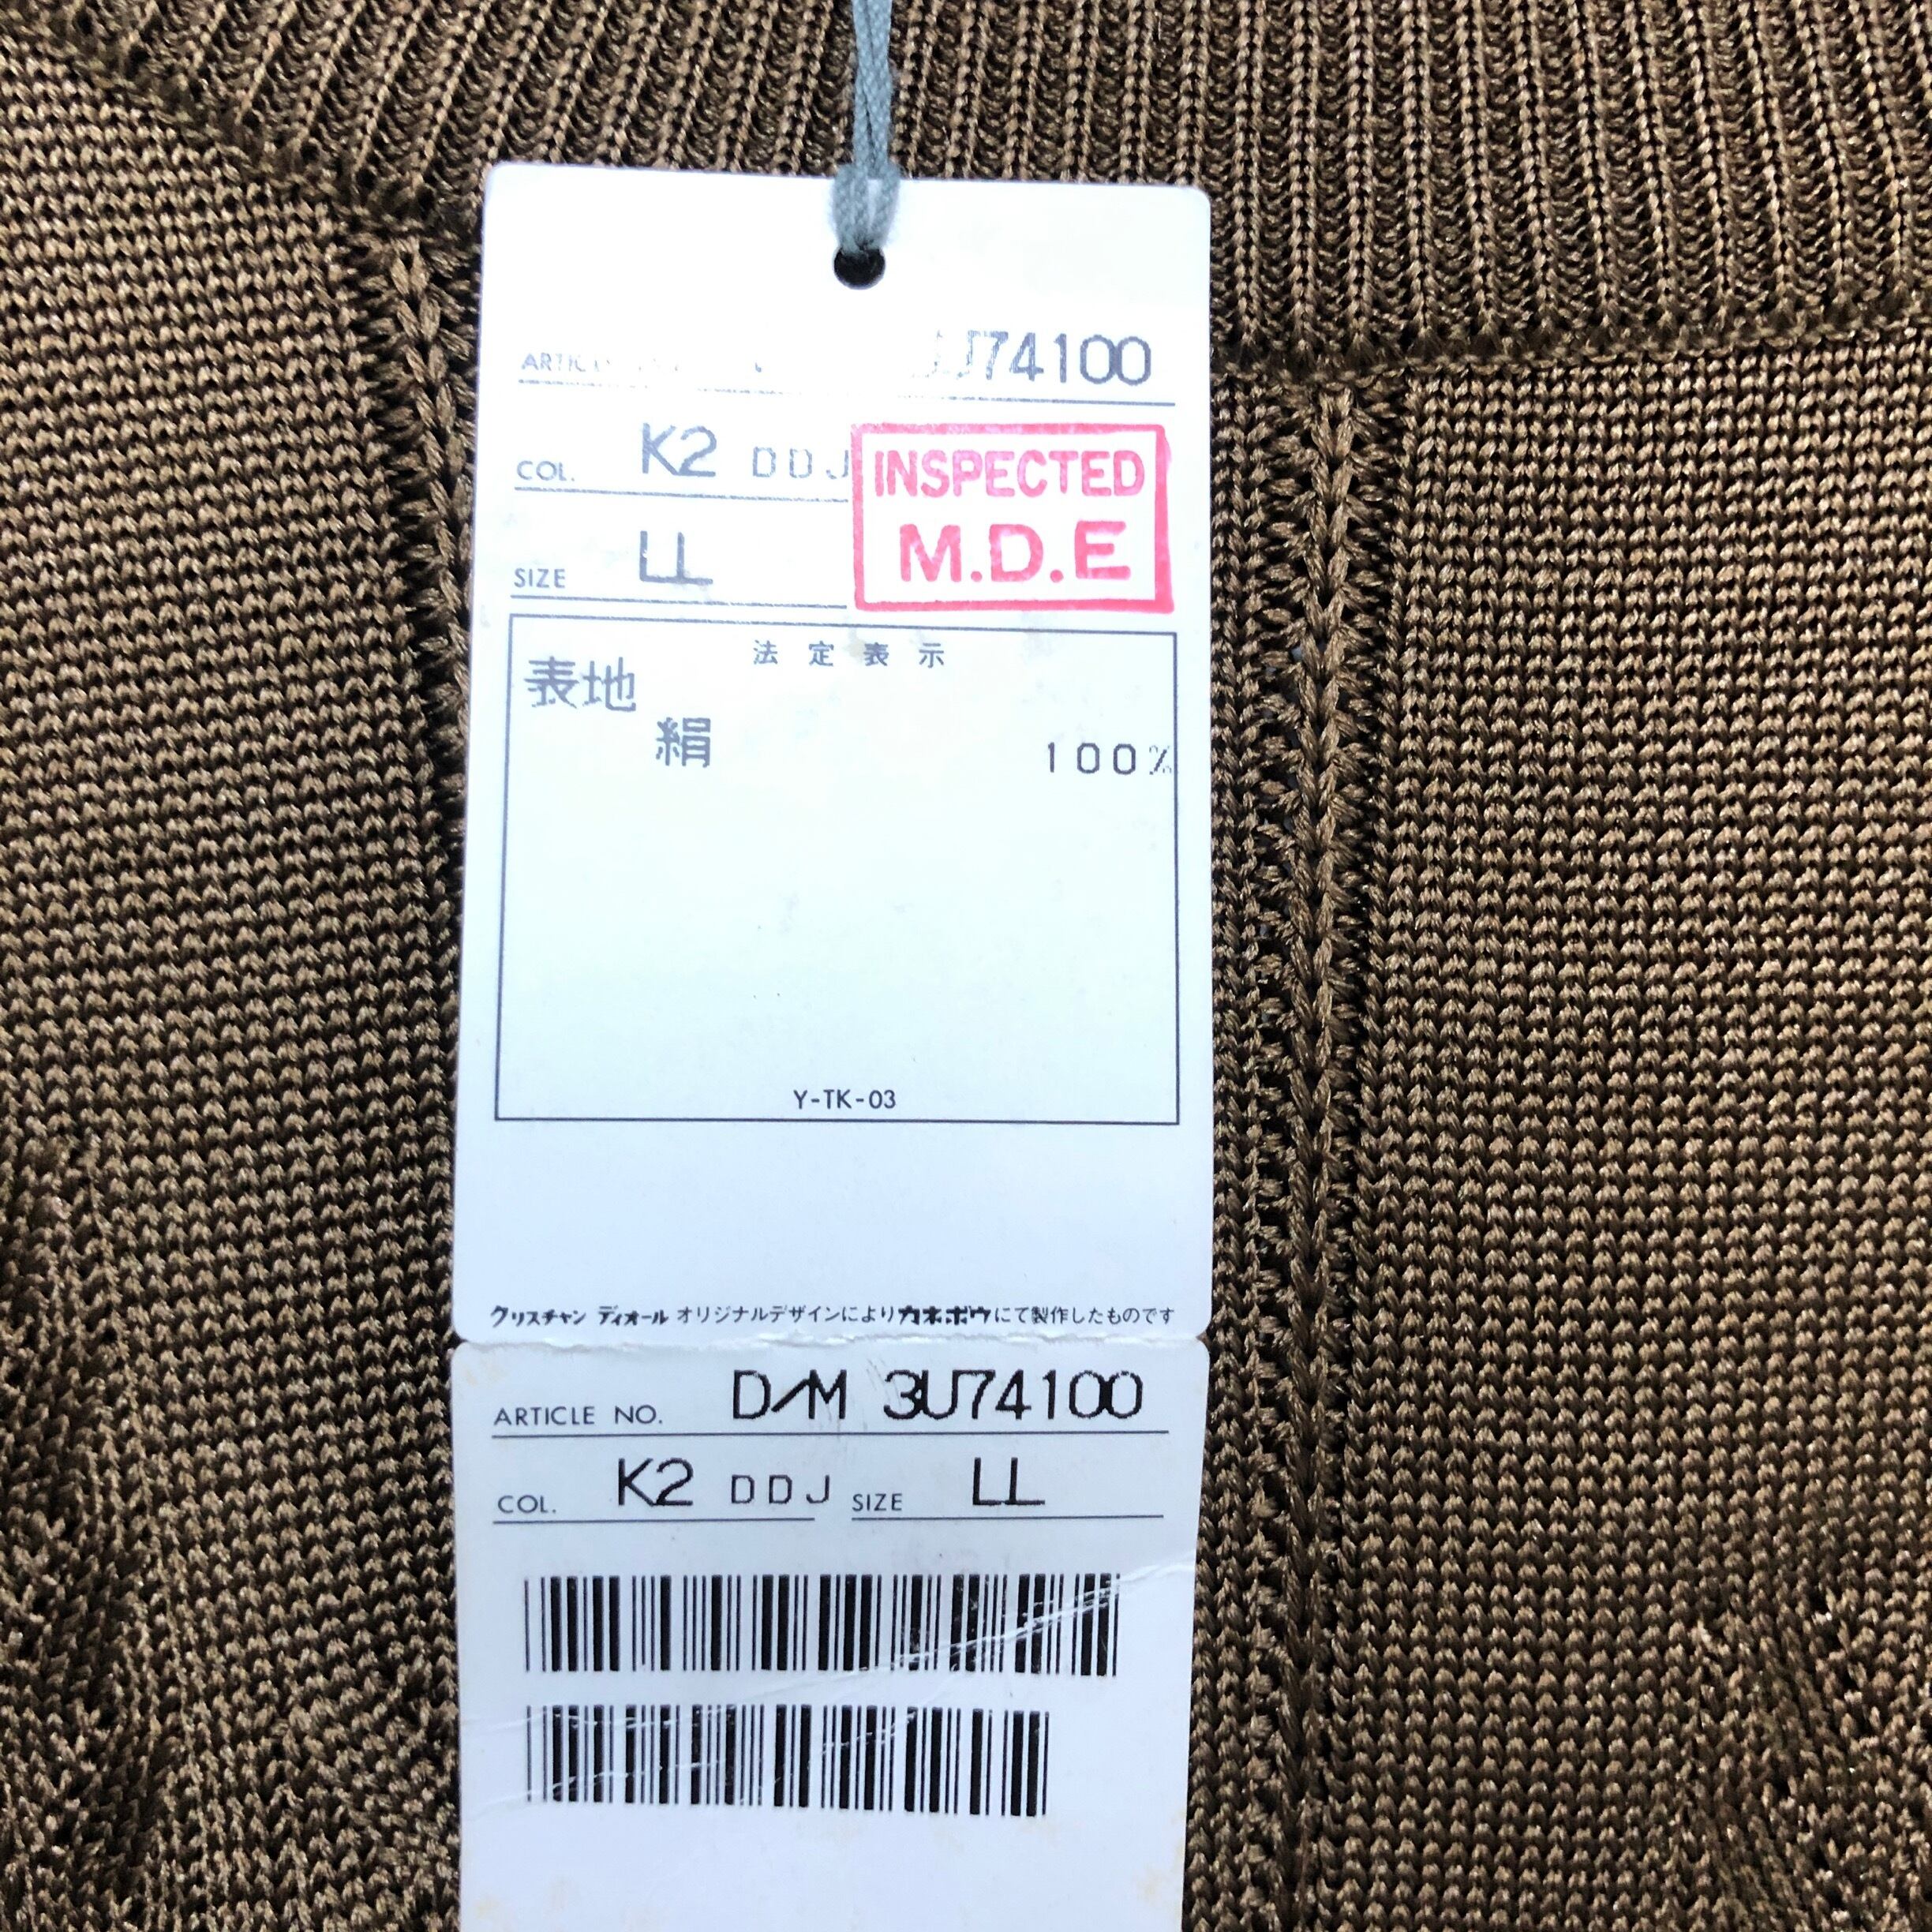 U74100
COL. K2 DDJ
INSPECTED
M.D.E
SIZE LL
法定表示
表地
絹 100%
Y-TK-03
クリスチャン ディオール オリジナルデザインによりカネボウにて製作したものです
ARTICLE NO. D/M 3U74100
COL. K2 DDJ SIZE LL